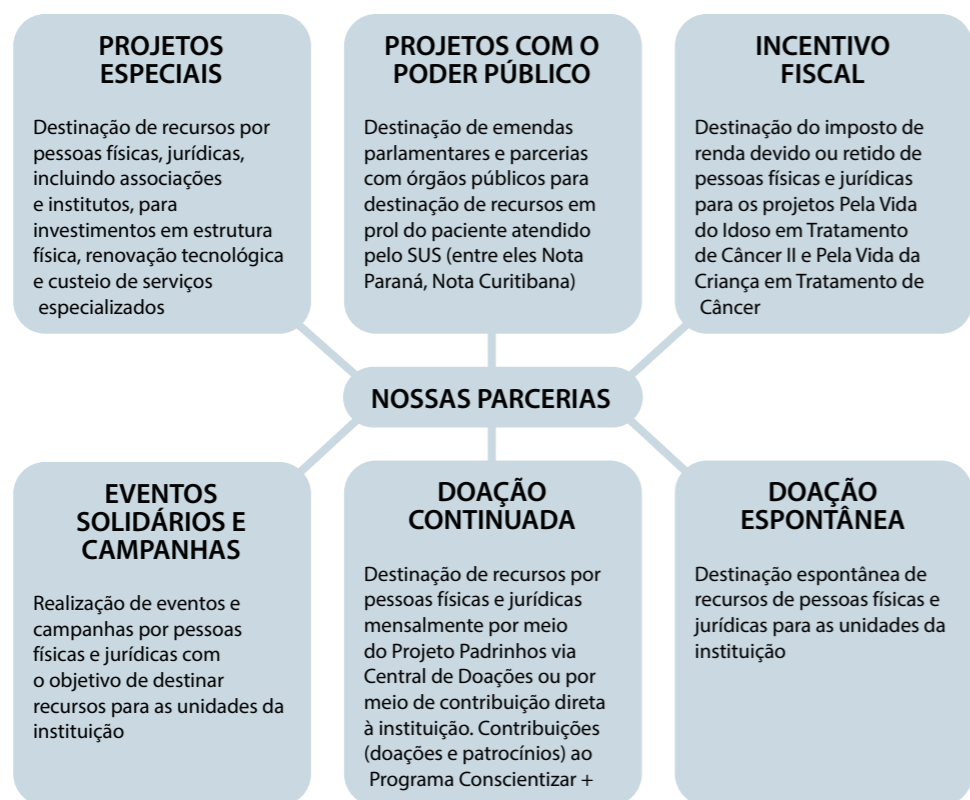 PROJETOS
ESPECIAIS
Destinação de recursos por
pessoas físicas, jurídicas,
incluindo associações
e institutos, para
investimentos em estrutura
física, renovação tecnológica
e custeio de serviços
especializados
PROJETOS COM O
PODER PÚBLICO
Destinação de emendas
parlamentares e parcerias
com órgãos públicos para
destinação de recursos em
prol do paciente atendido
pelo SUS (entre eles Nota
Paraná, Nota Curitibana)
INCENTIVO
FISCAL
Destinação do imposto de
renda devido ou retido de
pessoas físicas e jurídicas
para os projetos Pela Vida
do Idoso em Tratamento
de Câncer II e Pela Vida da
Criança em Tratamento de
Câncer
NOSSAS PARCERIAS
EVENTOS
SOLIDÁRIOS E
CAMPANHAS
Realização de eventos e
campanhas por pessoas
físicas e jurídicas com
o objetivo de destinar
recursos para as unidades da
instituição
DOAÇÃO
CONTINUADA
Destinação de recursos por
pessoas físicas e jurídicas
mensalmente por meio
do Projeto Padrinhos via
Central de Doações ou por
meio de contribuição direta
à instituição. Contribuições
(doações e patrocínios) ao
Programa Conscientizar +
DOAÇÃO
ESPONTÂNEA
Destinação espontânea de
recursos de pessoas físicas e
jurídicas para as unidades da
instituição